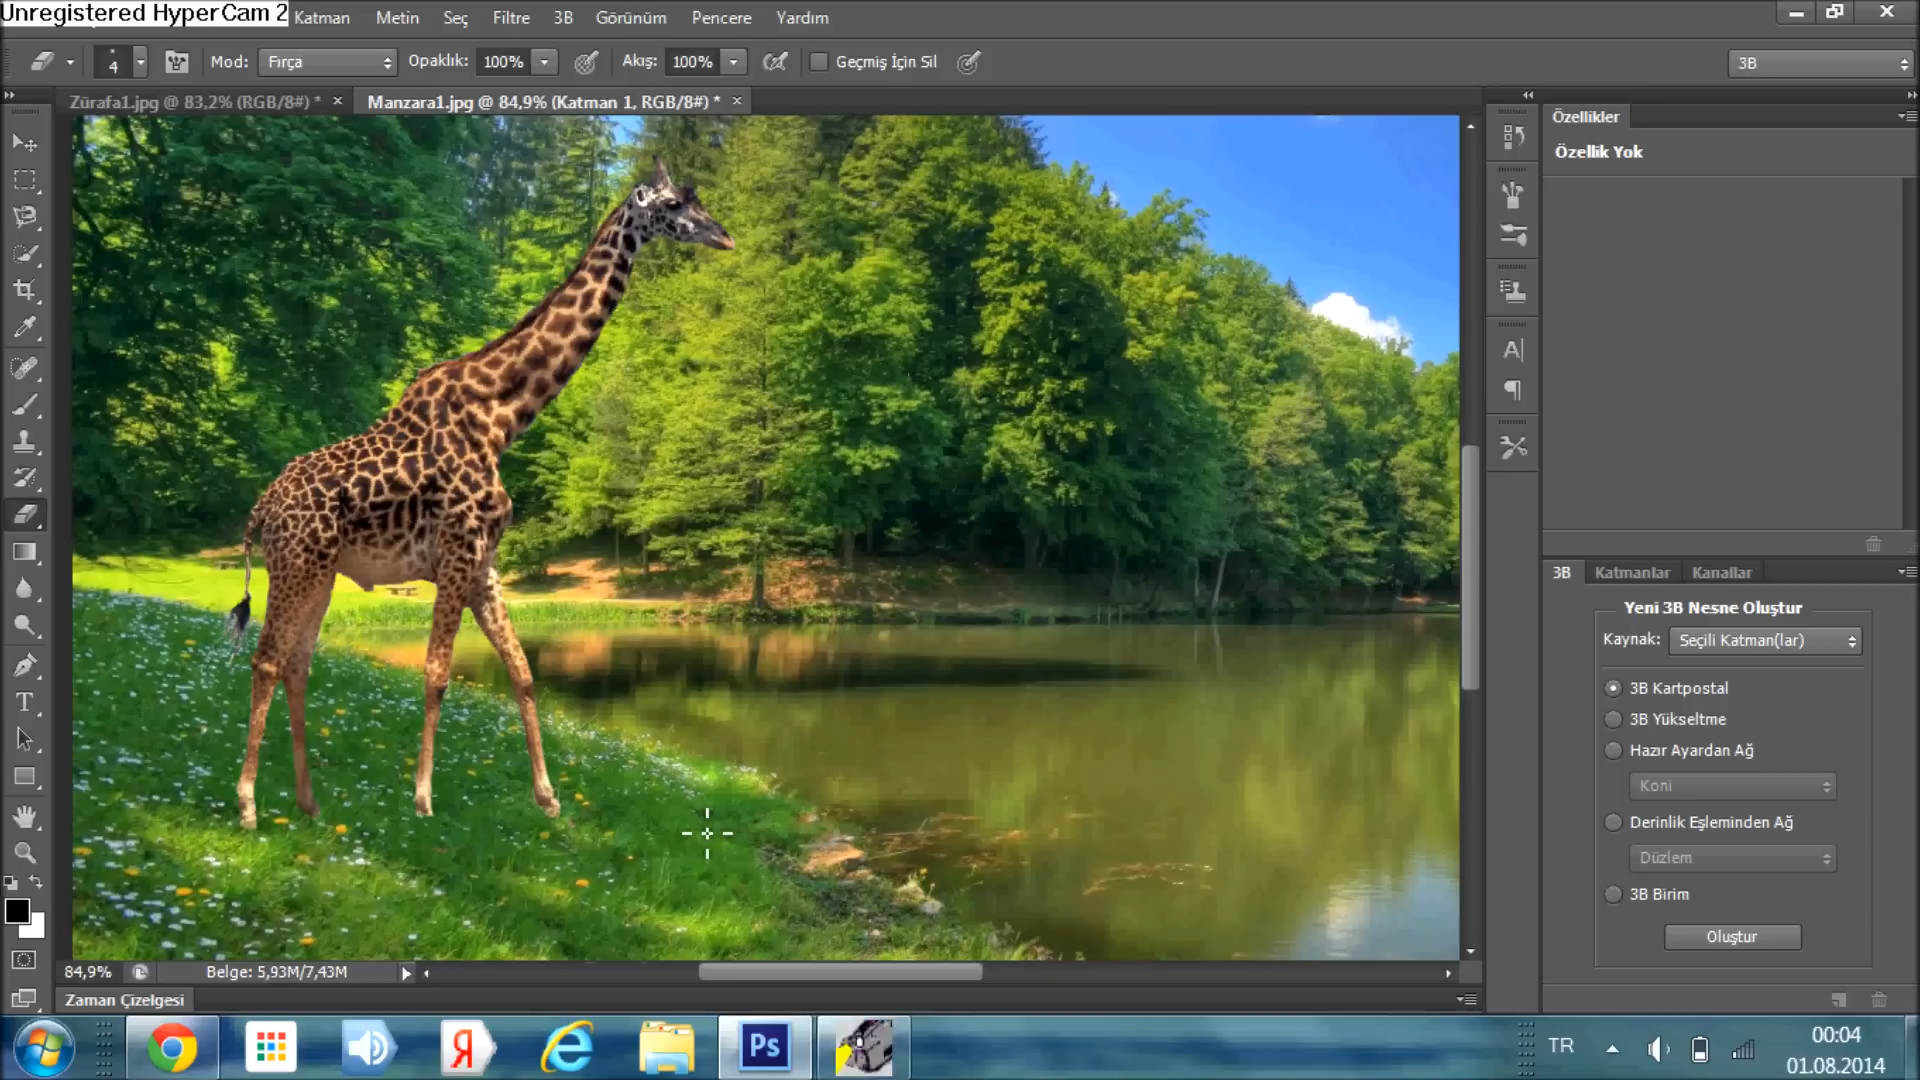 Unregistered HyperCam 2
Katman Metin Seç Filtre 3B Görünüm Pencere Yardım
4 Mod: Fırça Opaklık: 100% Akış: 100% Geçmiş İçin Sil 3B
Zürafa1.jpg @ 83,2% (RGB/8#) * × Manzara1.jpg @ 84,9% (Katman 1, RGB/8#) * ×
Özellikler
Özellik Yok
3B Katmanlar Kanallar
Yeni 3B Nesne Oluştur
Kaynak: Seçili Katman(lar)
3B Kartpostal
3B Yükseltme
Hazır Ayardan Ağ
Koni
Derinlik Eşleminden Ağ
Düzlem
3B Birim
Oluştur
84,9% Belge: 5,93M/7,43M
Zaman Çizelgesi
Я Ps TR 00:04
01.08.2014